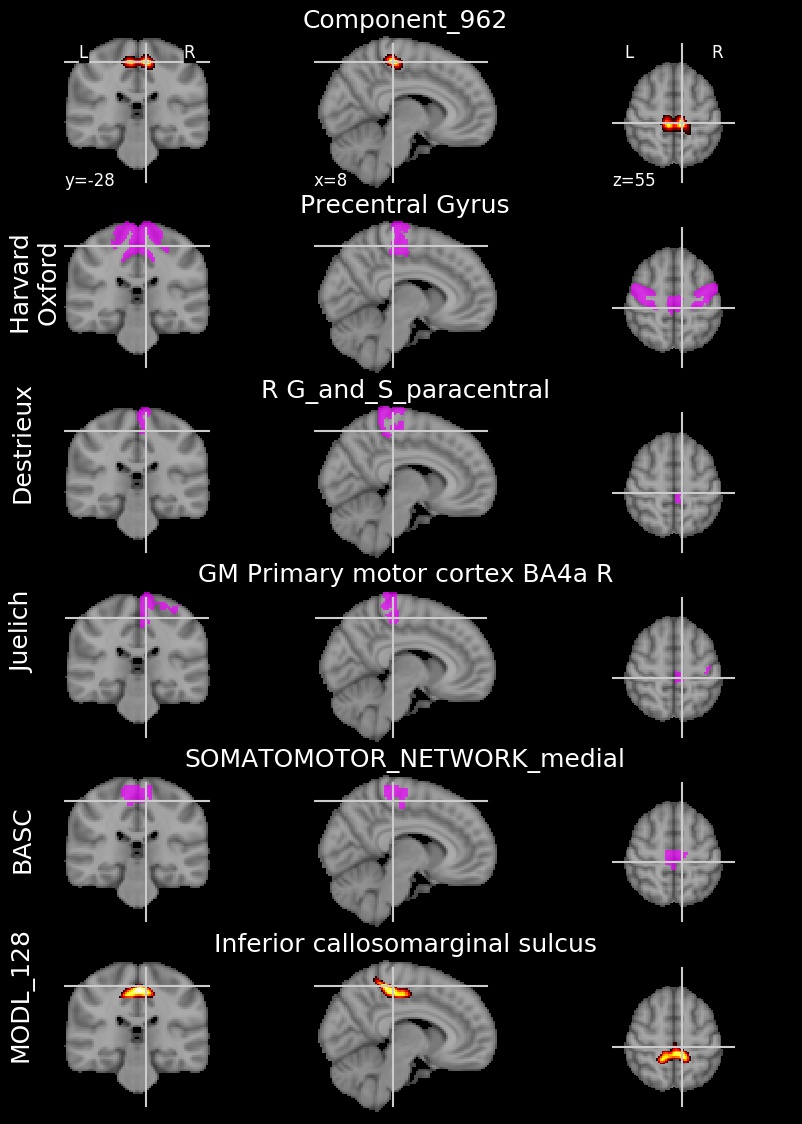 Component_962
L R
L R
y=-28
x=8
z=55
Precentral Gyrus
Harvard
Oxford
R G_and_S_paracentral
Destrieux
GM Primary motor cortex BA4a R
Juelich
SOMATOMOTOR_NETWORK_medial
BASC
Inferior callosomarginal sulcus
MODL_128